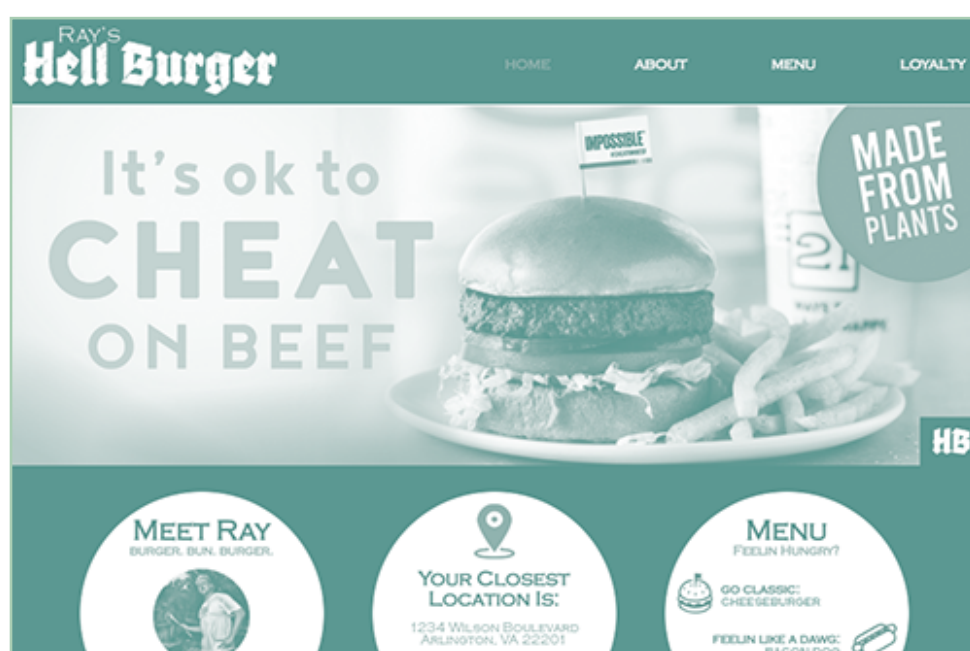 RAY'S
Hell Burger
HOME
ABOUT
MENU
LOYALTY
It's ok to
CHEAT
ON BEEF
IMPOSSIBLE
MADE
FROM
PLANTS
HB
MEET RAY
BURGER. BUN. BURGER.
YOUR CLOSEST
LOCATION IS:
1234 WILSON BOULEVARD
ARLINGTON, VA 22201
MENU
FEELIN HUNGRY?
GO CLASSIC:
CHEESEBURGER
FEELIN LIKE A DAWG: